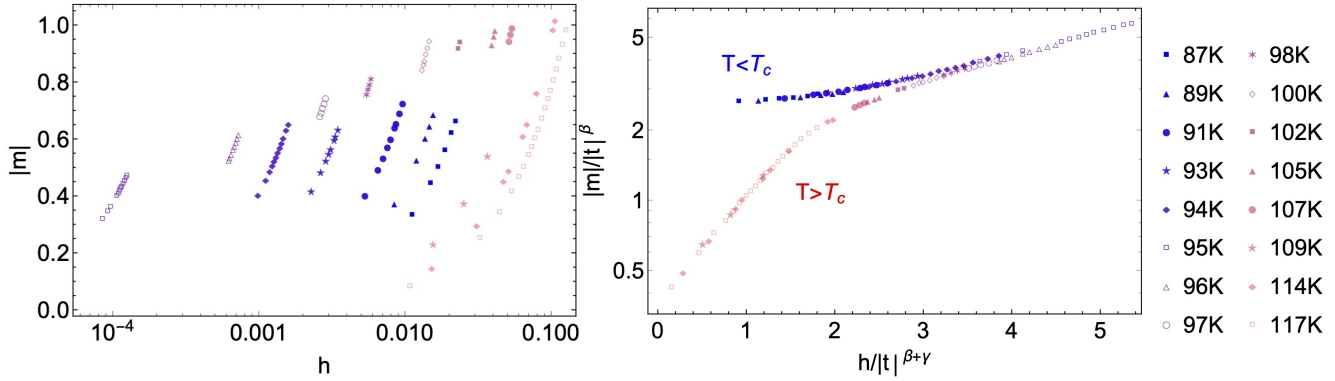 1.0
0.8
0.6
0.4
0.2
0.0
|m|
10⁻⁴
0.001
0.010
0.100
h
5
2
1
0.5
|m|/|t|^β
T<T_c
T>T_c
0
1
2
3
4
5
h/|t|^β+γ
87K
89K
91K
93K
94K
95K
96K
97K
98K
100K
102K
105K
107K
109K
114K
117K